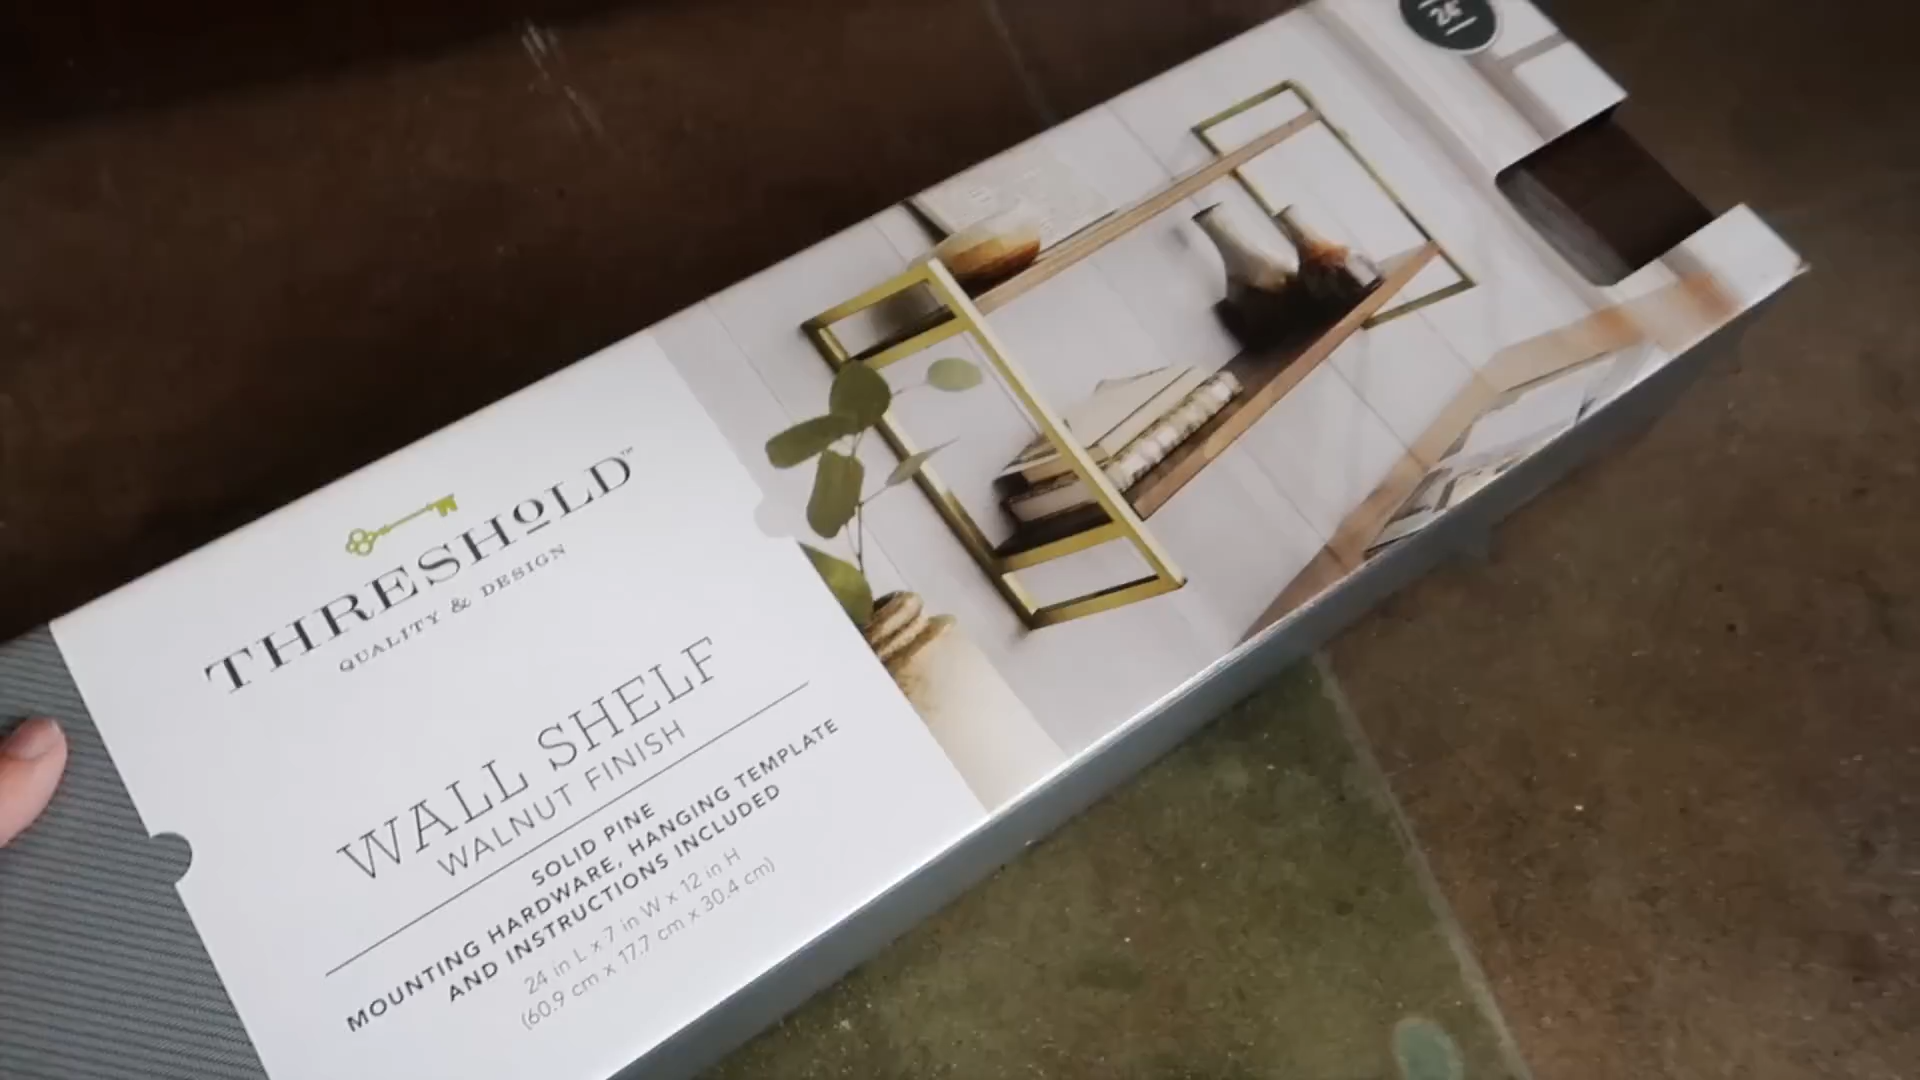 24"
THRESHOLD™
QUALITY & DESIGN
WALL SHELF
WALNUT FINISH
SOLID PINE
MOUNTING HARDWARE, HANGING TEMPLATE
AND INSTRUCTIONS INCLUDED
24 in L x 7 in W x 12 in H
(60.9 cm x 17.7 cm x 30.4 cm)